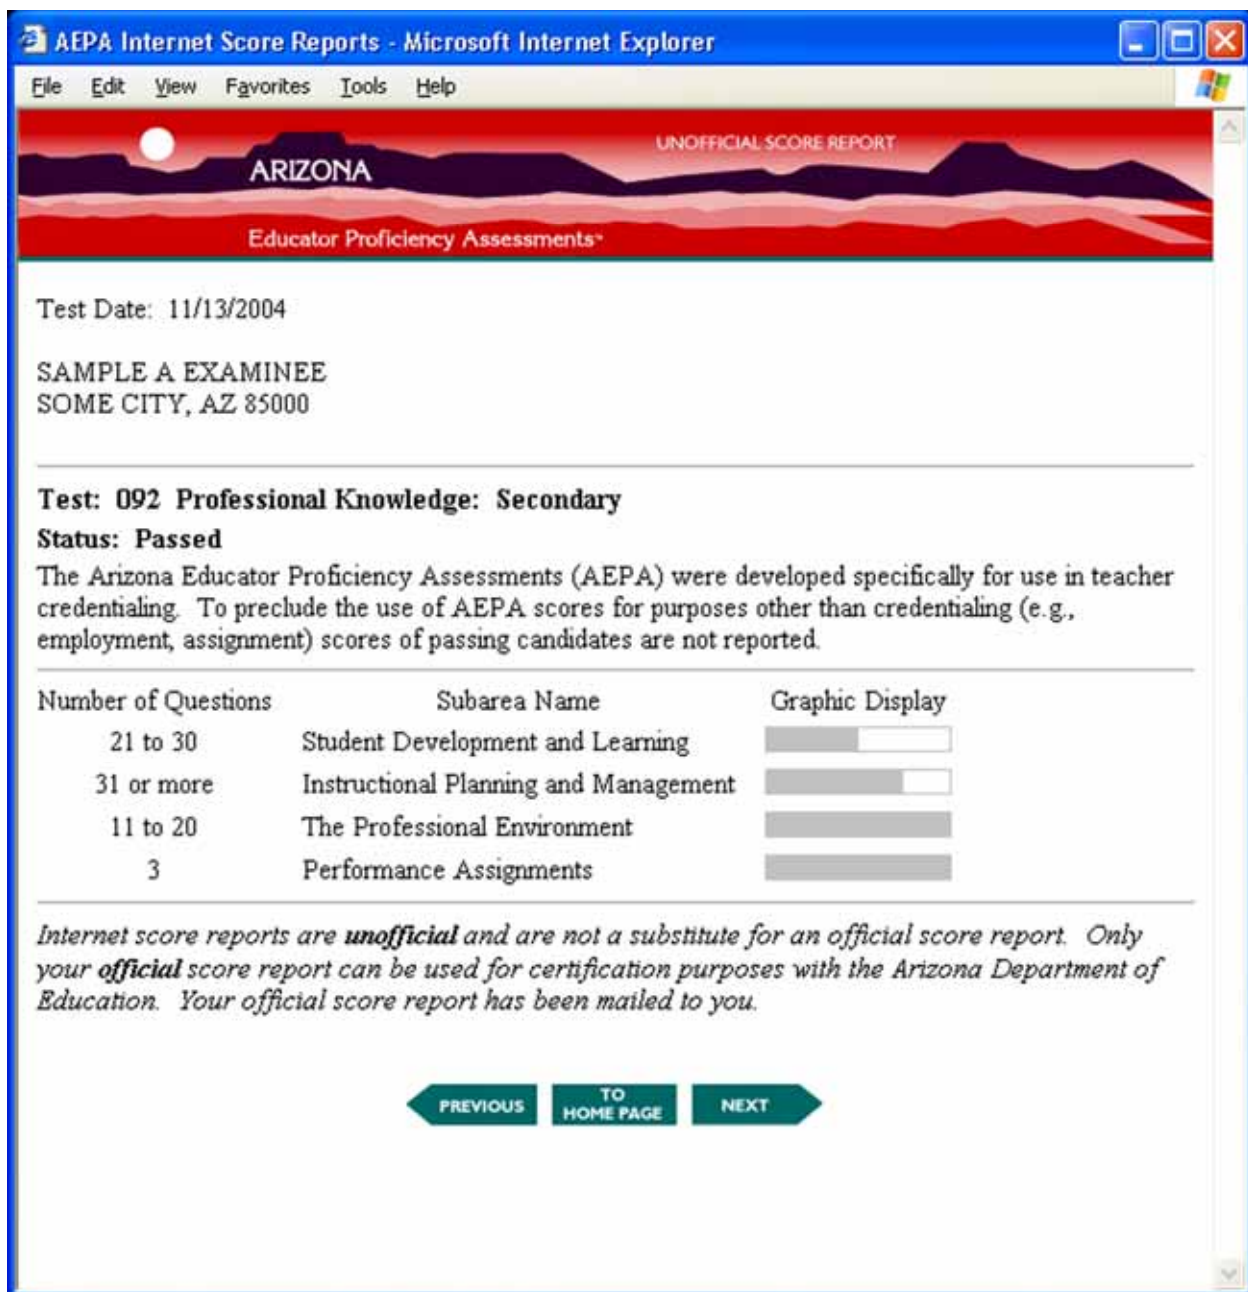 AEPA Internet Score Reports - Microsoft Internet Explorer
File Edit View Favorites Tools Help
UNOFFICIAL SCORE REPORT
ARIZONA
Educator Proficiency Assessments™
Test Date: 11/13/2004
SAMPLE A EXAMINEE
SOME CITY, AZ 85000
Test: 092 Professional Knowledge: Secondary
Status: Passed
The Arizona Educator Proficiency Assessments (AEPA) were developed specifically for use in teacher
credentialing. To preclude the use of AEPA scores for purposes other than credentialing (e.g.,
employment, assignment) scores of passing candidates are not reported.
Number of Questions Subarea Name Graphic Display
21 to 30 Student Development and Learning
31 or more Instructional Planning and Management
11 to 20 The Professional Environment
3 Performance Assignments
Internet score reports are unofficial and are not a substitute for an official score report. Only
your official score report can be used for certification purposes with the Arizona Department of
Education. Your official score report has been mailed to you.
PREVIOUS TO HOME PAGE NEXT